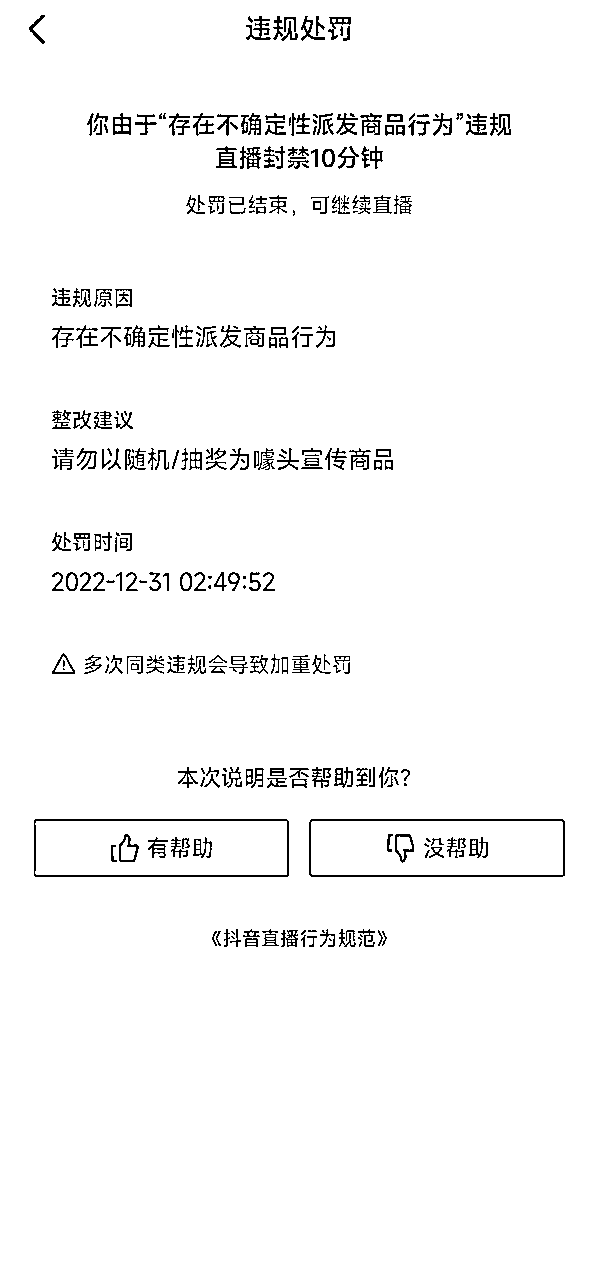 违规处罚
你由于“存在不确定性派发商品行为”违规
直播封禁10分钟
处罚已结束，可继续直播
违规原因
存在不确定性派发商品行为
整改建议
请勿以随机/抽奖为噱头宣传商品
处罚时间
2022-12-31 02:49:52
多次同类违规会导致加重处罚
本次说明是否帮助到你？
有帮助
没帮助
《抖音直播行为规范》